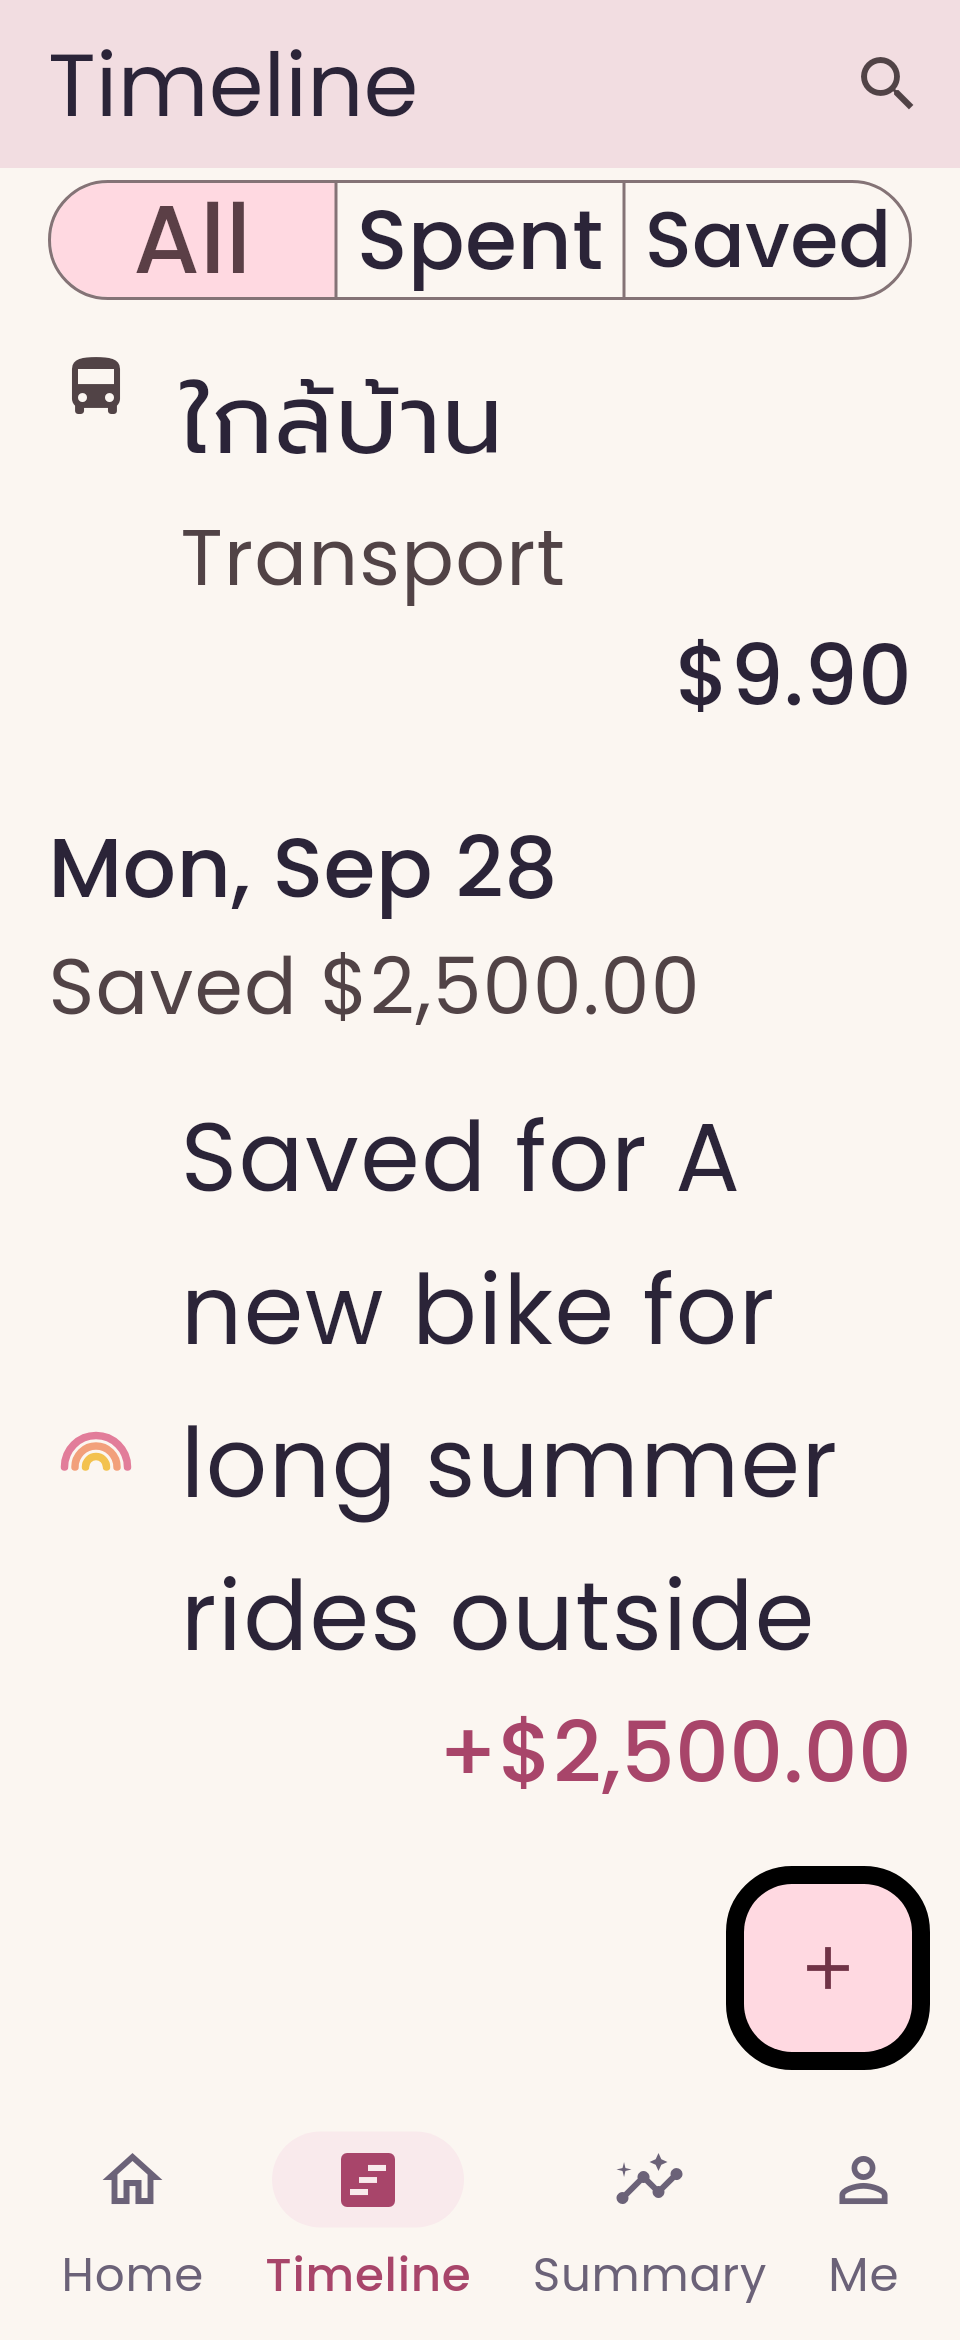 Timeline
All Spent Saved
ใกล้บ้าน
Transport
$9.90
Mon, Sep 28
Saved $2,500.00
Saved for A
new bike for
long summer
rides outside
+$2,500.00
Home Timeline Summary Me